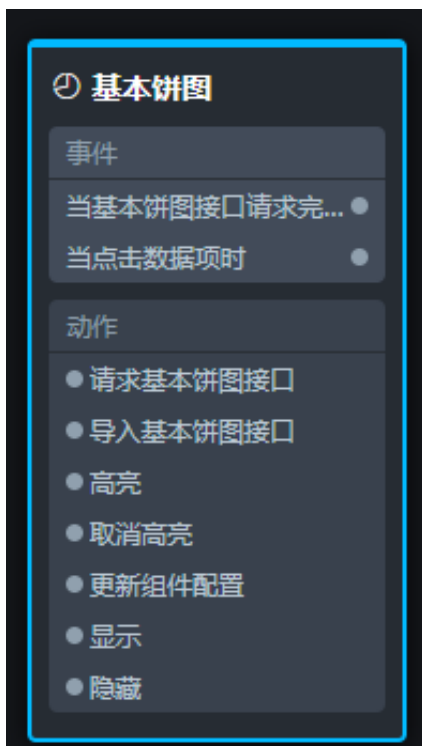 基本饼图
事件
当基本饼图接口请求完...
当点击数据项时
动作
请求基本饼图接口
导入基本饼图接口
高亮
取消高亮
更新组件配置
显示
隐藏